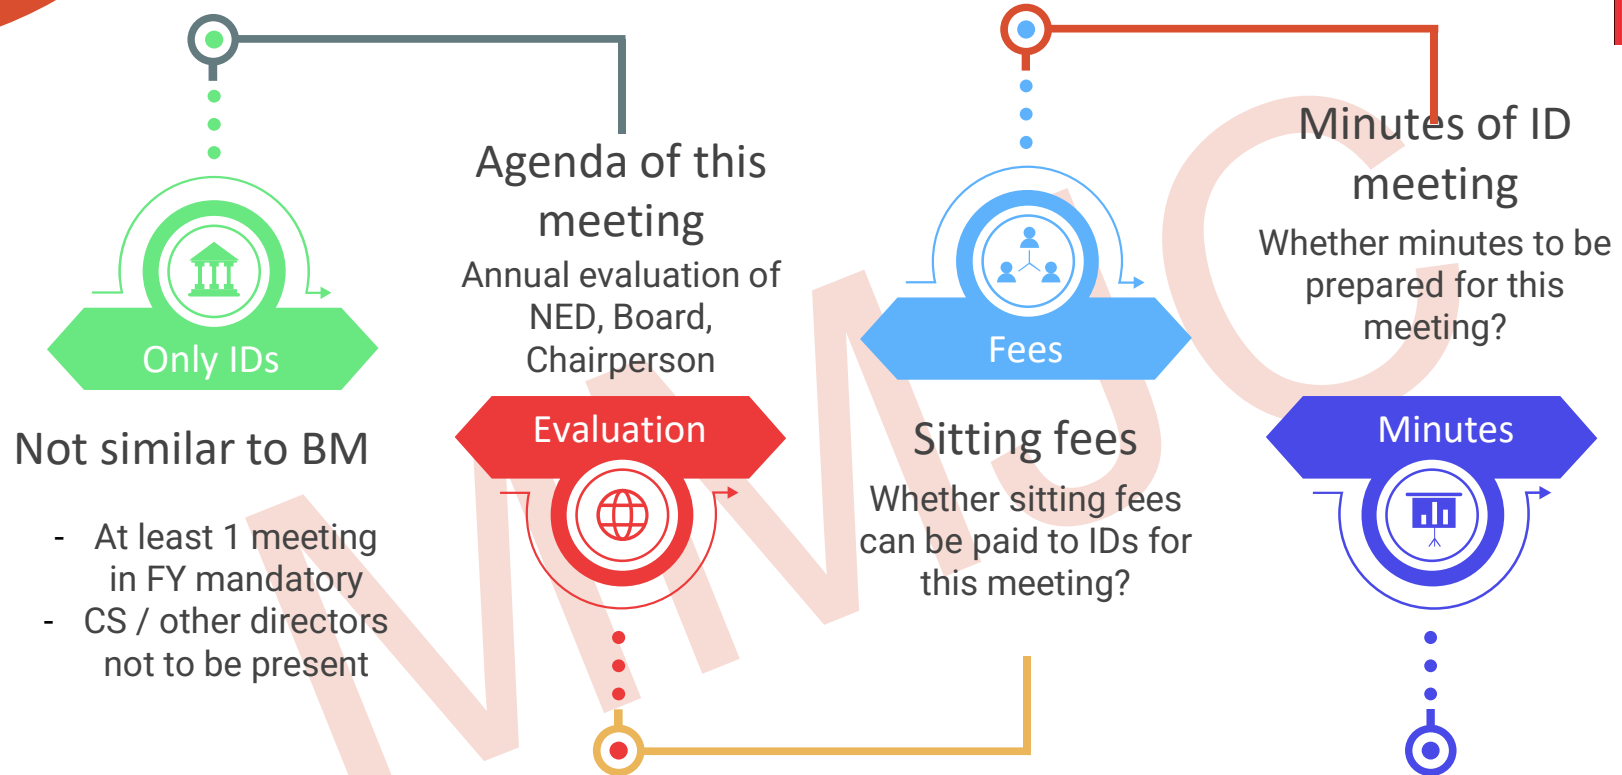 Only IDs
Not similar to BM
- At least 1 meeting
in FY mandatory
- CS / other directors
not to be present
Agenda of this
meeting
Annual evaluation of
NED, Board,
Chairperson
Evaluation
Fees
Sitting fees
Whether sitting fees
can be paid to IDs for
this meeting?
Minutes of ID
meeting
Whether minutes to be
prepared for this
meeting?
Minutes
MMJC